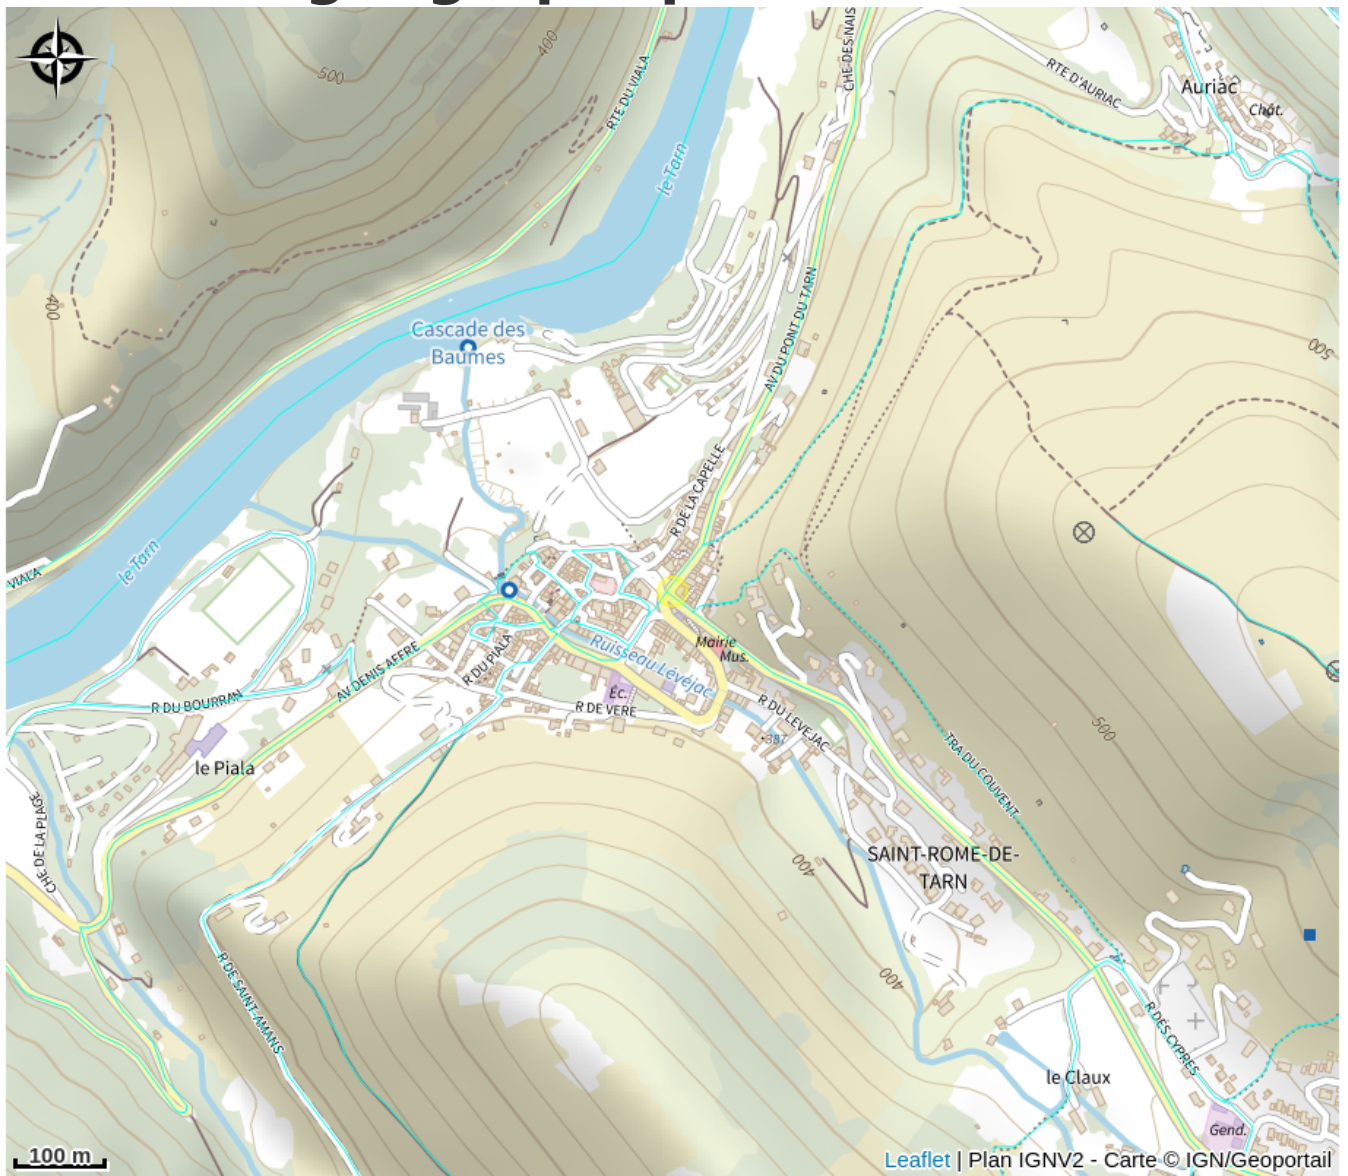 400
500
RTE DU VIALA
CHE DES NAIS
RTE D'AURIAC
Auriac
Chât.
le Tarn
400
Cascade des
Baumes
AV DU PONT DU TARN
500
R DE LA CAPELLE
le Tarn
VIALA
Mairie
Mus.
Ruisseau Lévéjac
R DU PIALA
AV DENIS AFFRE
Éc.
R DE VERE
R DU BOURRAN
R DU LEVEJAC
387
500
le Piala
TRA DU COUVENT
CHE DE LA PLAGE
SAINT-ROME-DE-
TARN
400
400
R DE SAINT-AMANS
R DES CYPRES
le Claux
Gend.
100 m
Leaflet | Plan IGNV2 - Carte © IGN/Geoportail